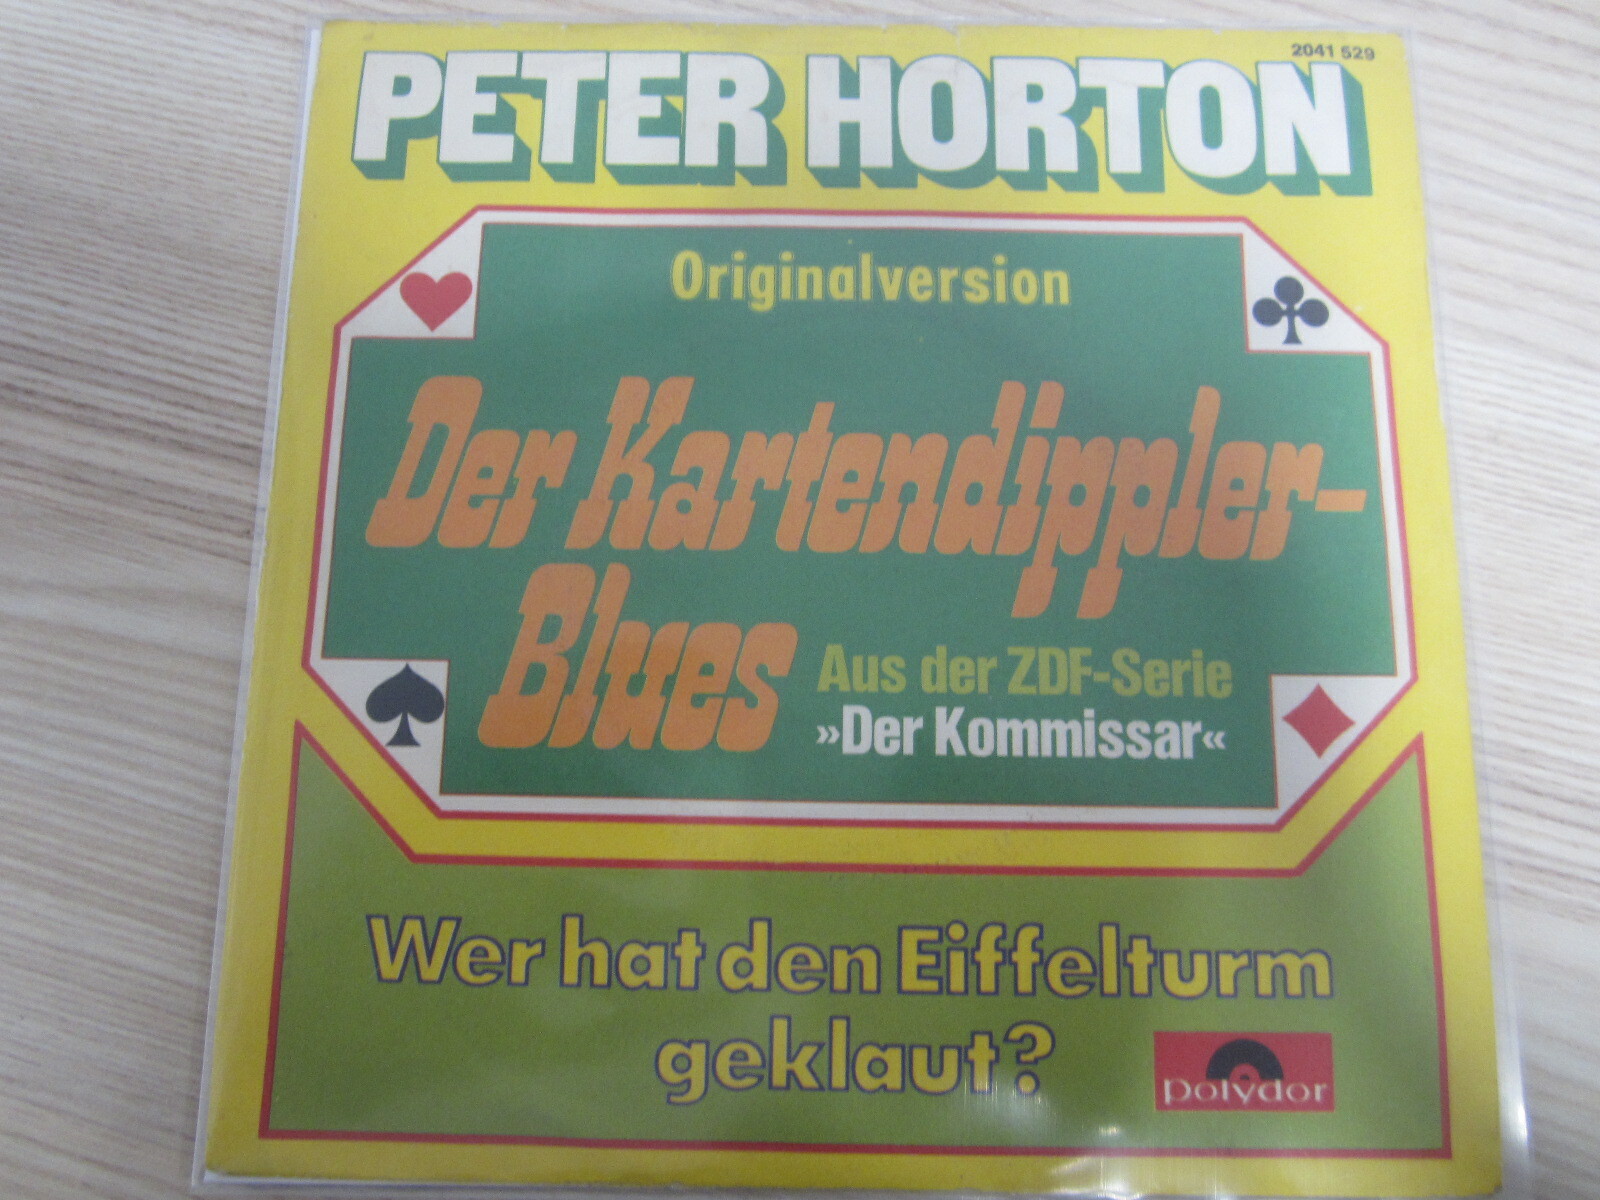 2041 529
PETER HORTON
Originalversion
Der Kartendippler-
Blues
Aus der ZDF-Serie
»Der Kommissar«
Wer hat den Eiffelturm
geklaut?
polydor